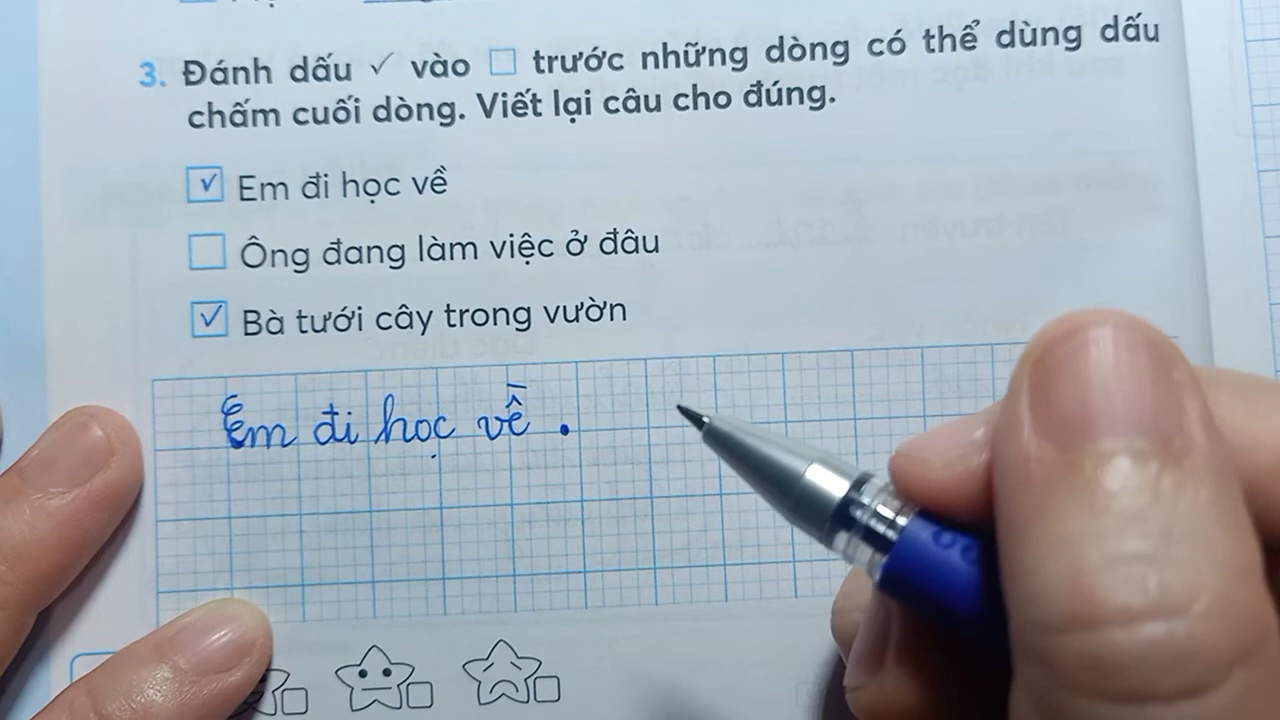 3. Đánh dấu ✓ vào □ trước những dòng có thể dùng dấu
chấm cuối dòng. Viết lại câu cho đúng.
Em đi học về
Ông đang làm việc ở đâu
Bà tưới cây trong vườn
Em đi học về .